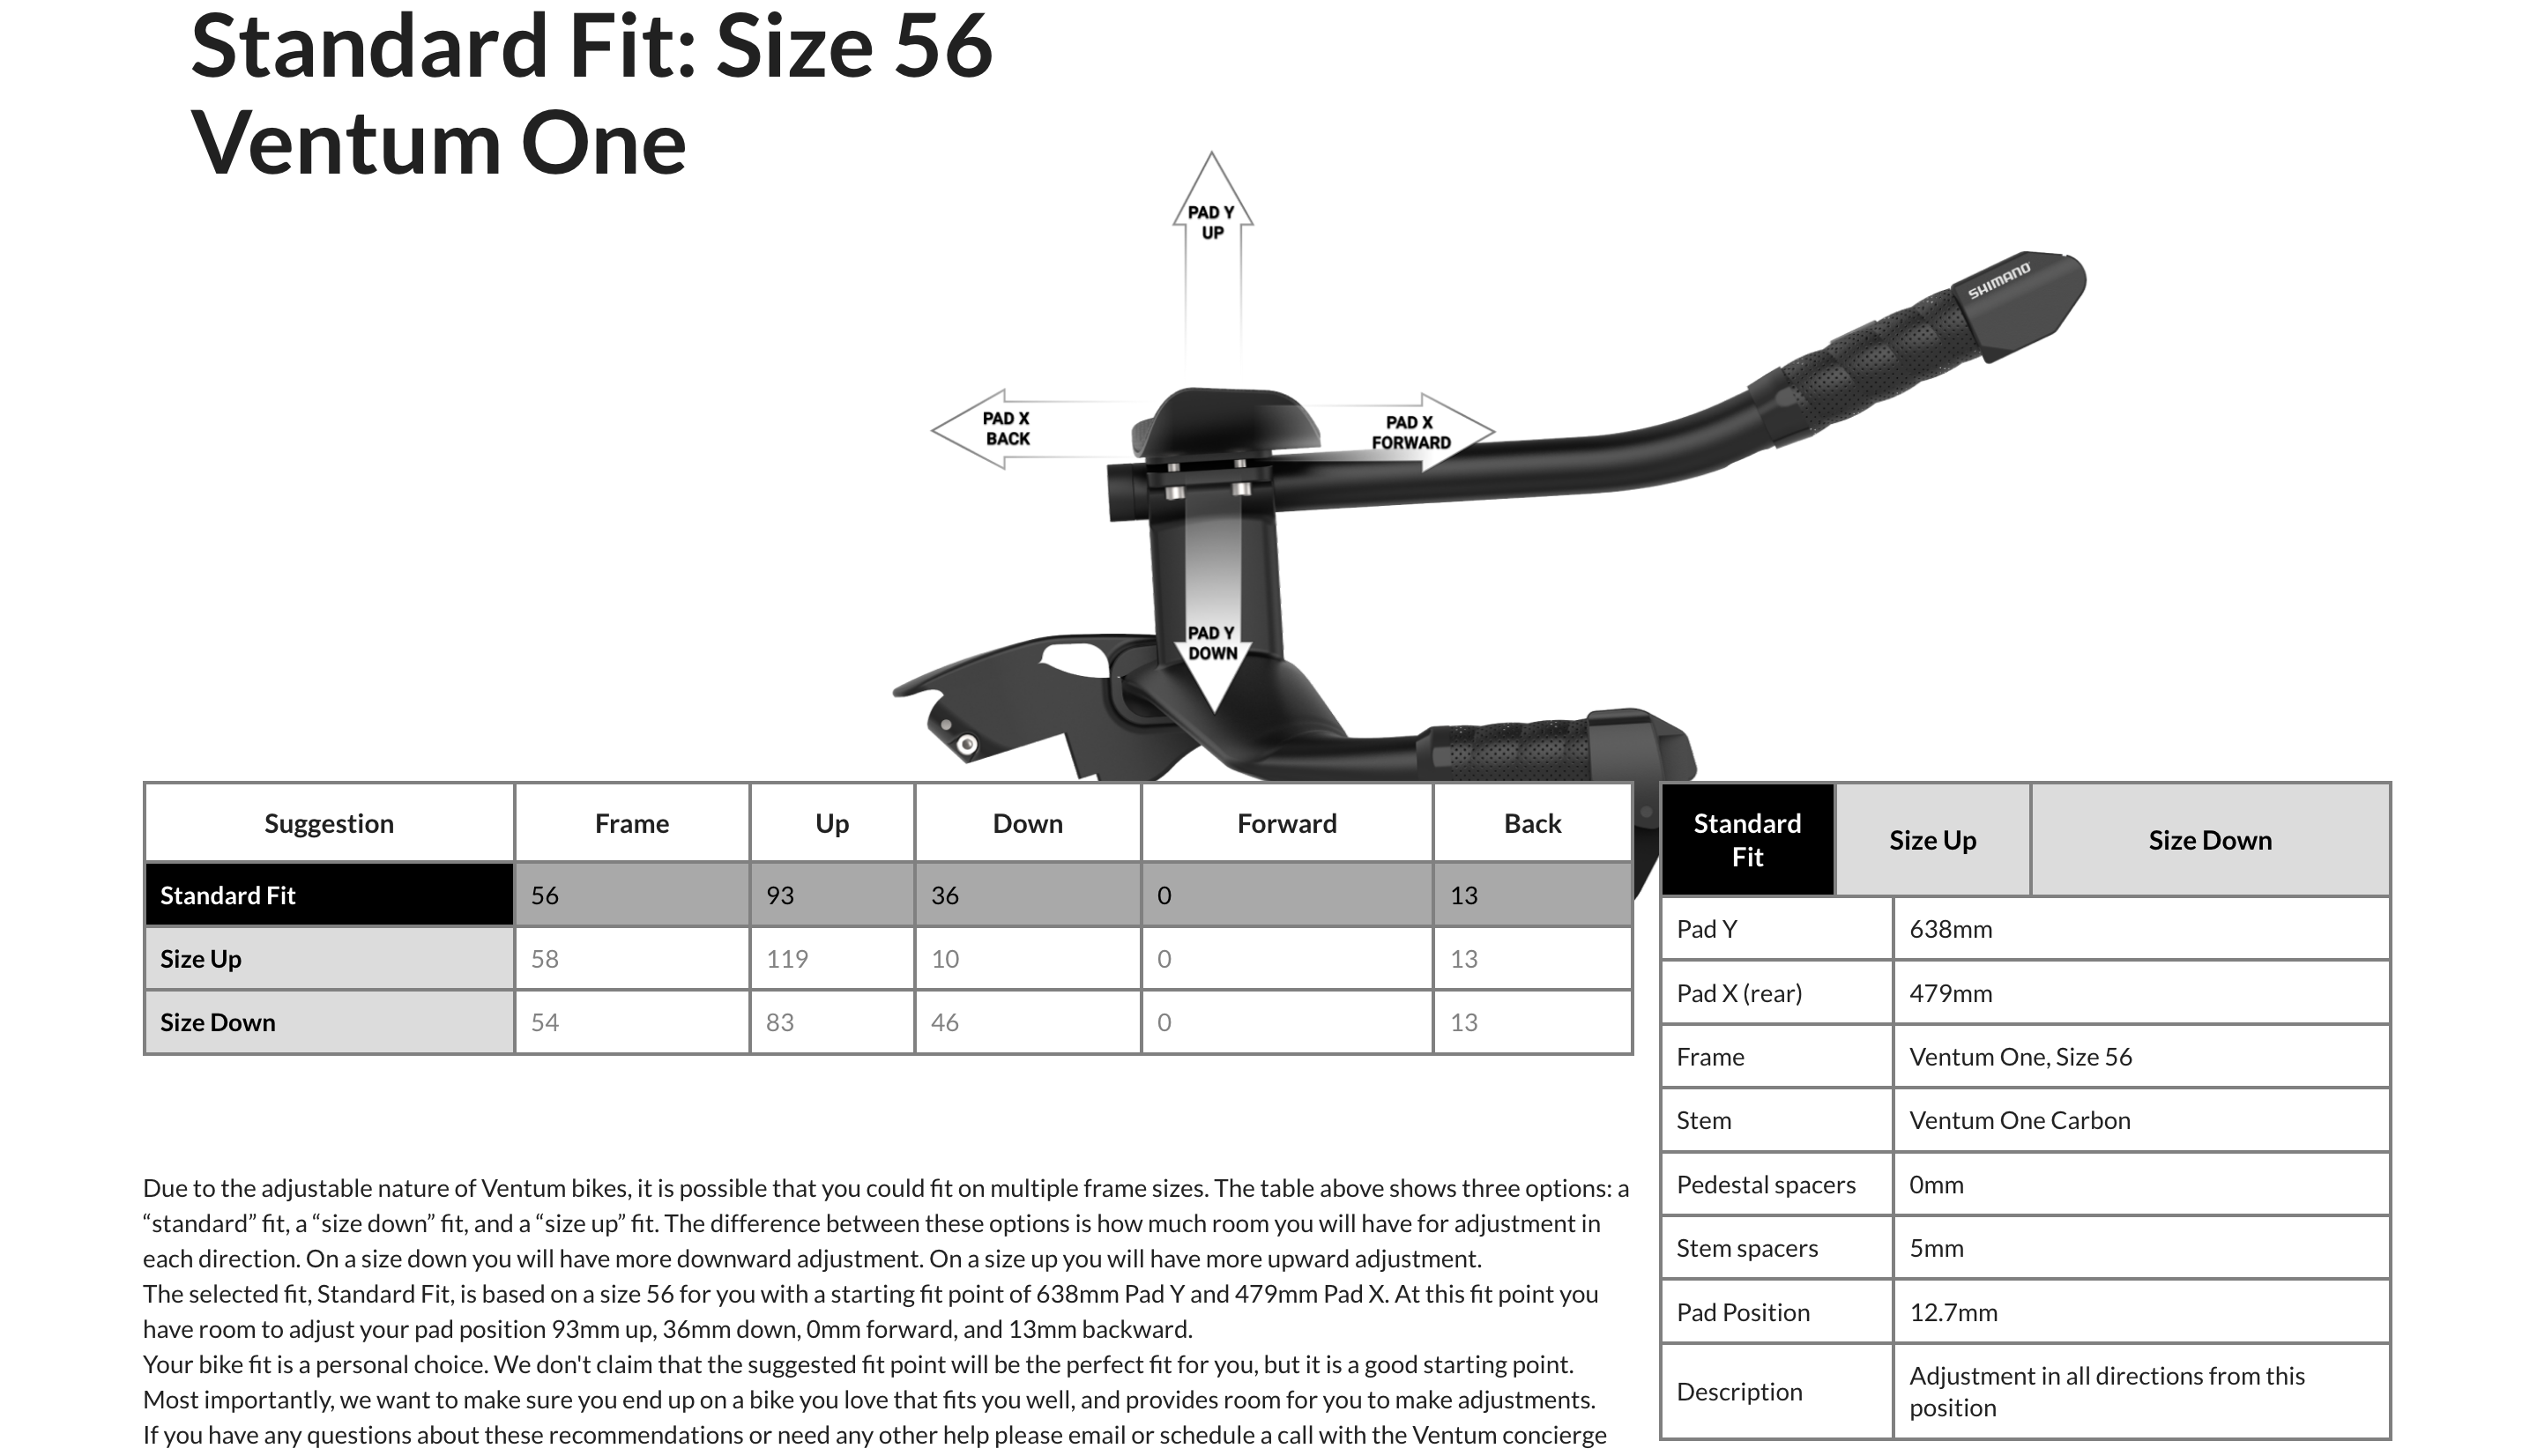 Standard Fit: Size 56
Ventum One
PAD Y
UP
SHIMANO
PAD X
BACK
PAD X
FORWARD
PAD Y
DOWN
Suggestion Frame Up Down Forward Back
Standard Fit 56 93 36 0 13
Size Up 58 119 10 0 13
Size Down 54 83 46 0 13
Standard
Fit
Size Up
Size Down
Pad Y 638mm
Pad X (rear) 479mm
Frame Ventum One, Size 56
Stem Ventum One Carbon
Pedestal spacers 0mm
Stem spacers 5mm
Pad Position 12.7mm
Description Adjustment in all directions from this
position
Due to the adjustable nature of Ventum bikes, it is possible that you could fit on multiple frame sizes. The table above shows three options: a
“standard” fit, a “size down” fit, and a “size up” fit. The difference between these options is how much room you will have for adjustment in
each direction. On a size down you will have more downward adjustment. On a size up you will have more upward adjustment.
The selected fit, Standard Fit, is based on a size 56 for you with a starting fit point of 638mm Pad Y and 479mm Pad X. At this fit point you
have room to adjust your pad position 93mm up, 36mm down, 0mm forward, and 13mm backward.
Your bike fit is a personal choice. We don't claim that the suggested fit point will be the perfect fit for you, but it is a good starting point.
Most importantly, we want to make sure you end up on a bike you love that fits you well, and provides room for you to make adjustments.
If you have any questions about these recommendations or need any other help please email or schedule a call with the Ventum concierge